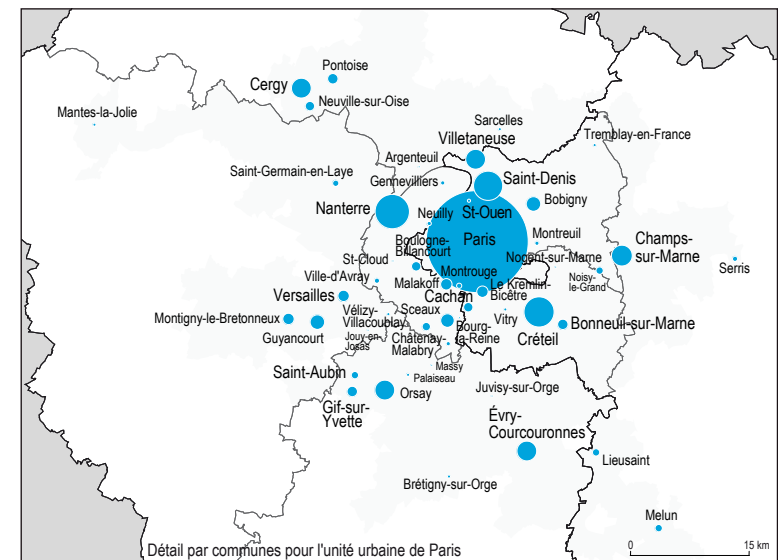 Pontoise
Cergy
Neuville-sur-Oise
Mantes-la-Jolie
Sarcelles
Villetaneuse
Tremblay-en-France
Argenteuil
Saint-Germain-en-Laye
Gennevilliers
Saint-Denis
Bobigny
Nanterre
Neuilly
St-Ouen
Paris
Montreuil
Champs-
sur-Marne
Boulogne-
Billancourt
Nogent-sur-Marne
St-Cloud
Noisy-
le-Grand
Serris
Ville-d'Avray
Montrouge
Malakoff
Le Kremlin-
Bicêtre
Versailles
Cachan
Montigny-le-Bretonneux
Vélizy-
Villacoublay
Sceaux
Vitry
Bonneuil-sur-Marne
Guyancourt
Jouy-en-
Josas
Châtenay-
Malabry
Bourg-
la-Reine
Créteil
Massy
Saint-Aubin
Palaiseau
Juvisy-sur-Orge
Orsay
Gif-sur-
Yvette
Évry-
Courcouronnes
Lieusaint
Brétigny-sur-Orge
Melun
0 15 km
Détail par communes pour l'unité urbaine de Paris